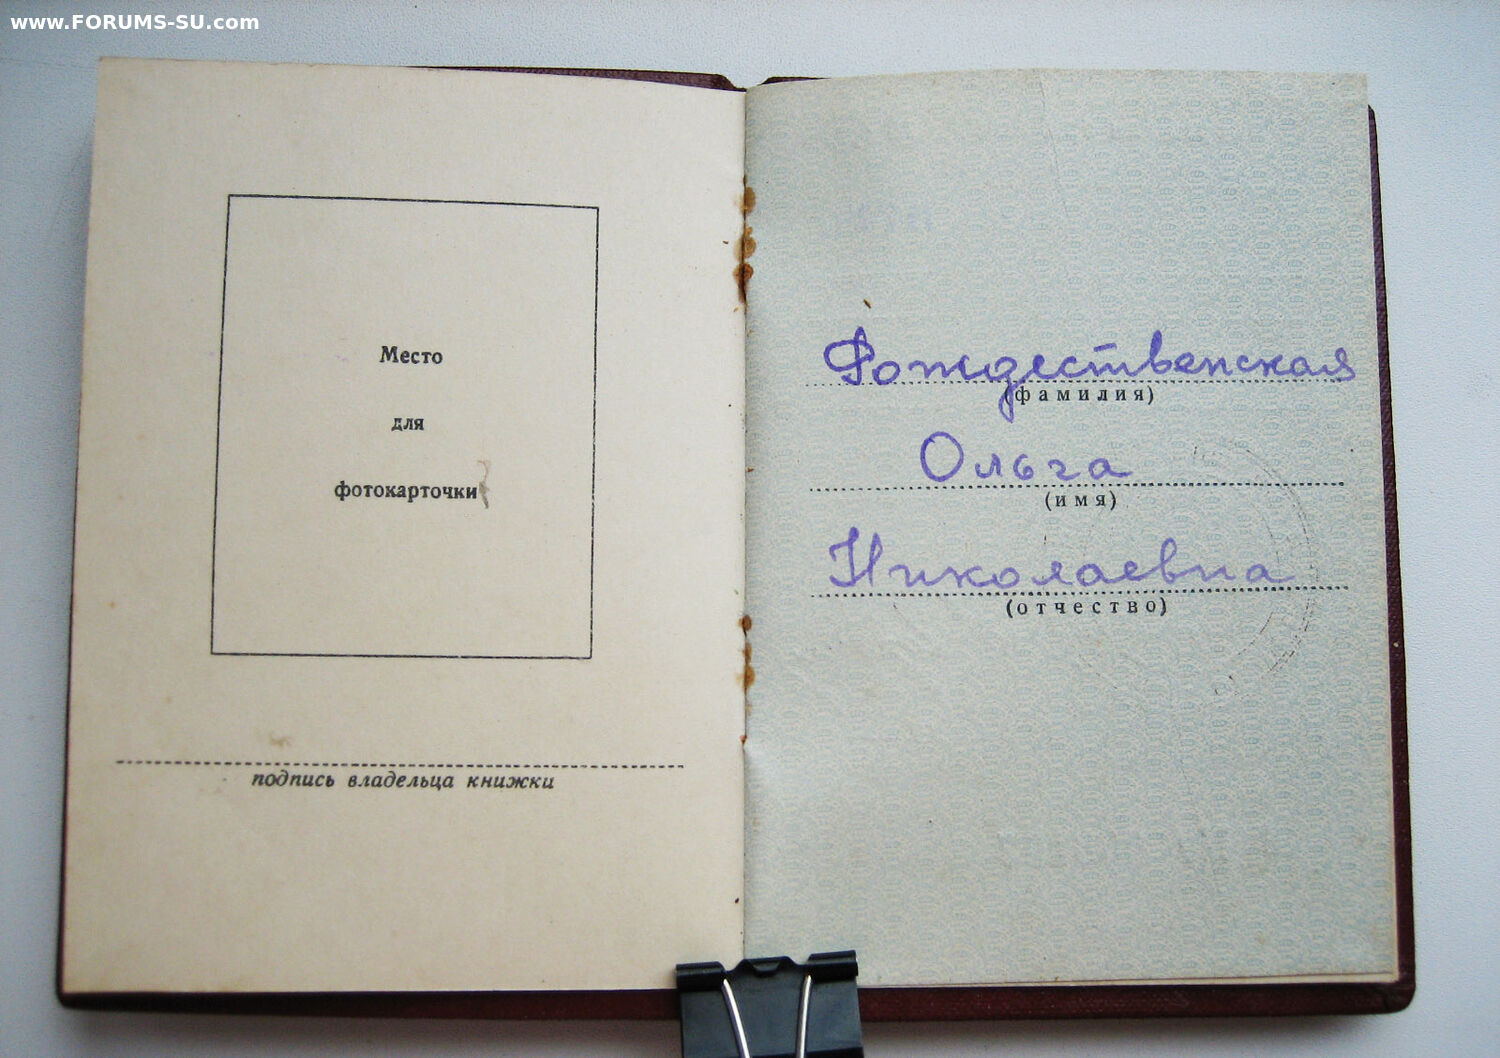 www.FORUMS-SU.com
Место
для
фотокарточки
подпись владельца книжки
Рождественская
(фамилия)
Ольга
(имя)
Николаевна
(отчество)